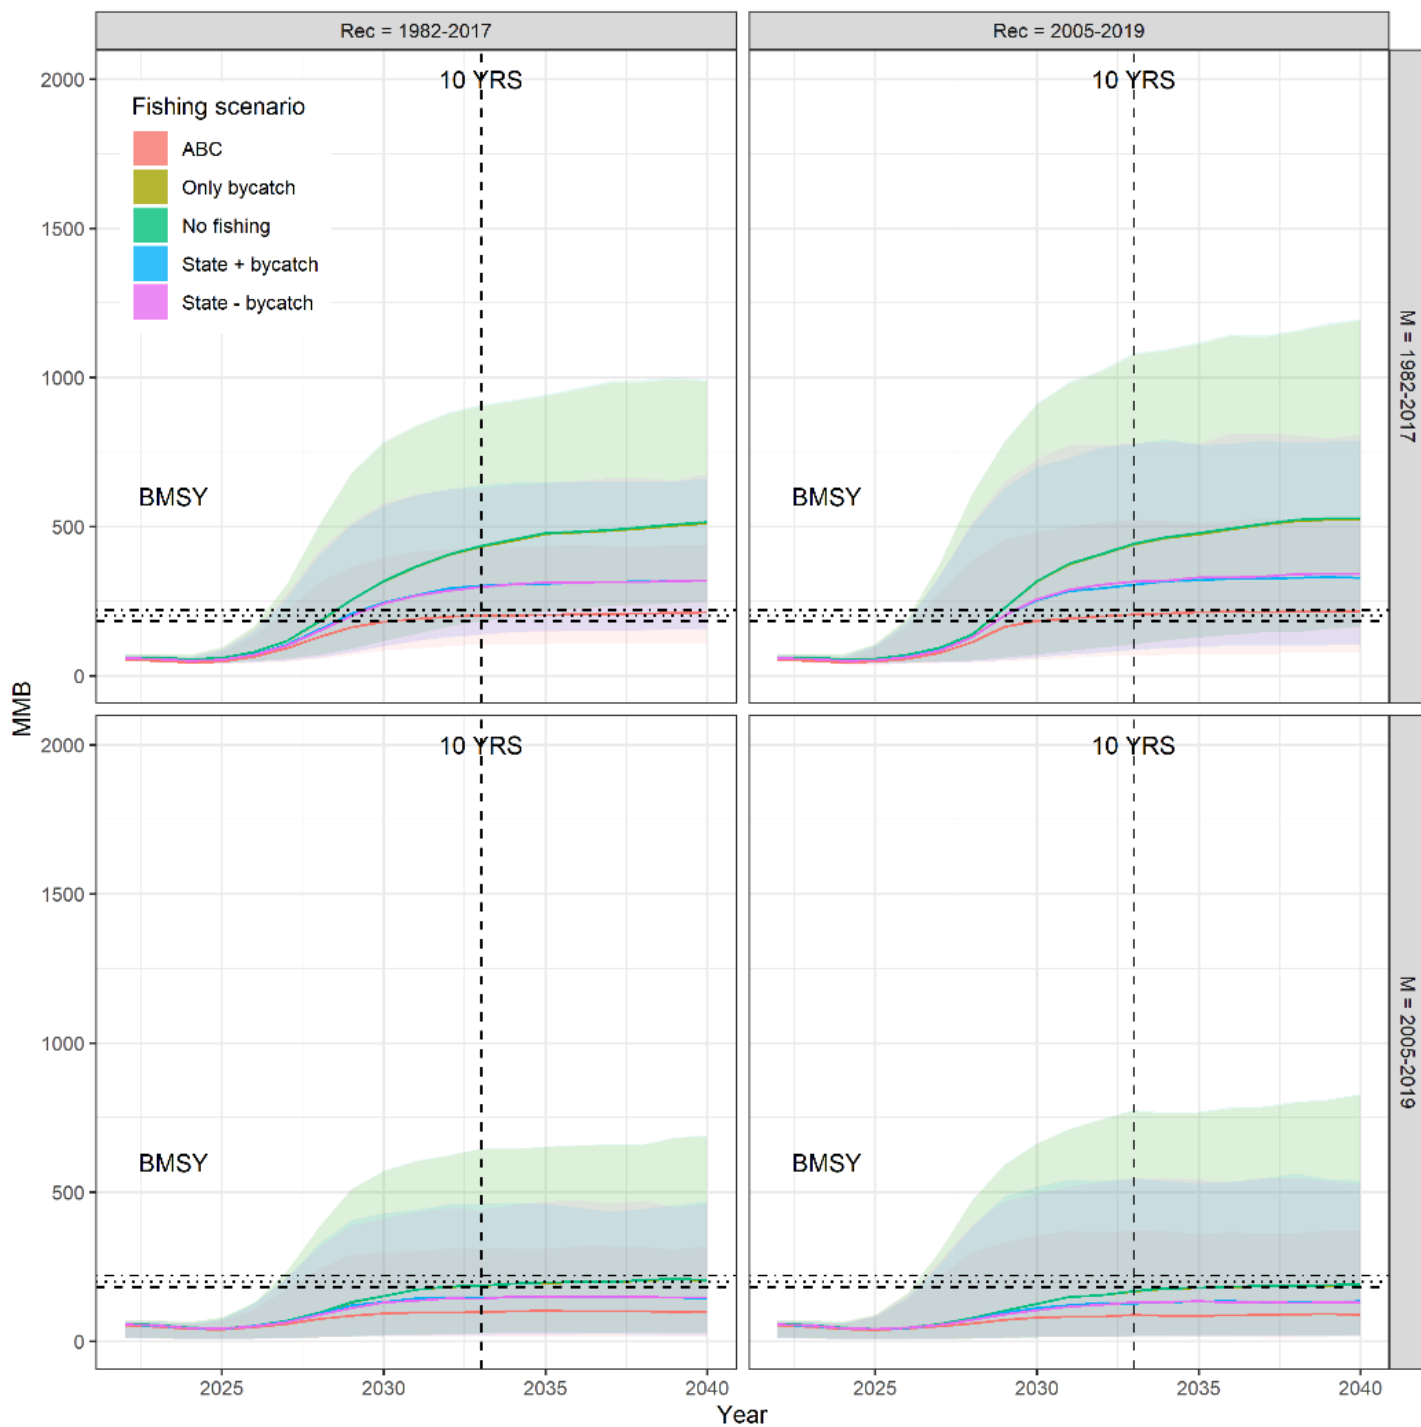 Rec = 1982-2017
Rec = 2005-2019
2000
10 YRS
10 YRS
Fishing scenario
ABC
Only bycatch
No fishing
State + bycatch
State - bycatch
1500
1000
M = 1982-2017
BMSY
BMSY
500
0
MMB
2000
10 YRS
10 YRS
1500
1000
M = 2005-2019
BMSY
BMSY
500
0
2025
2030
2035
2040
2025
2030
2035
2040
Year